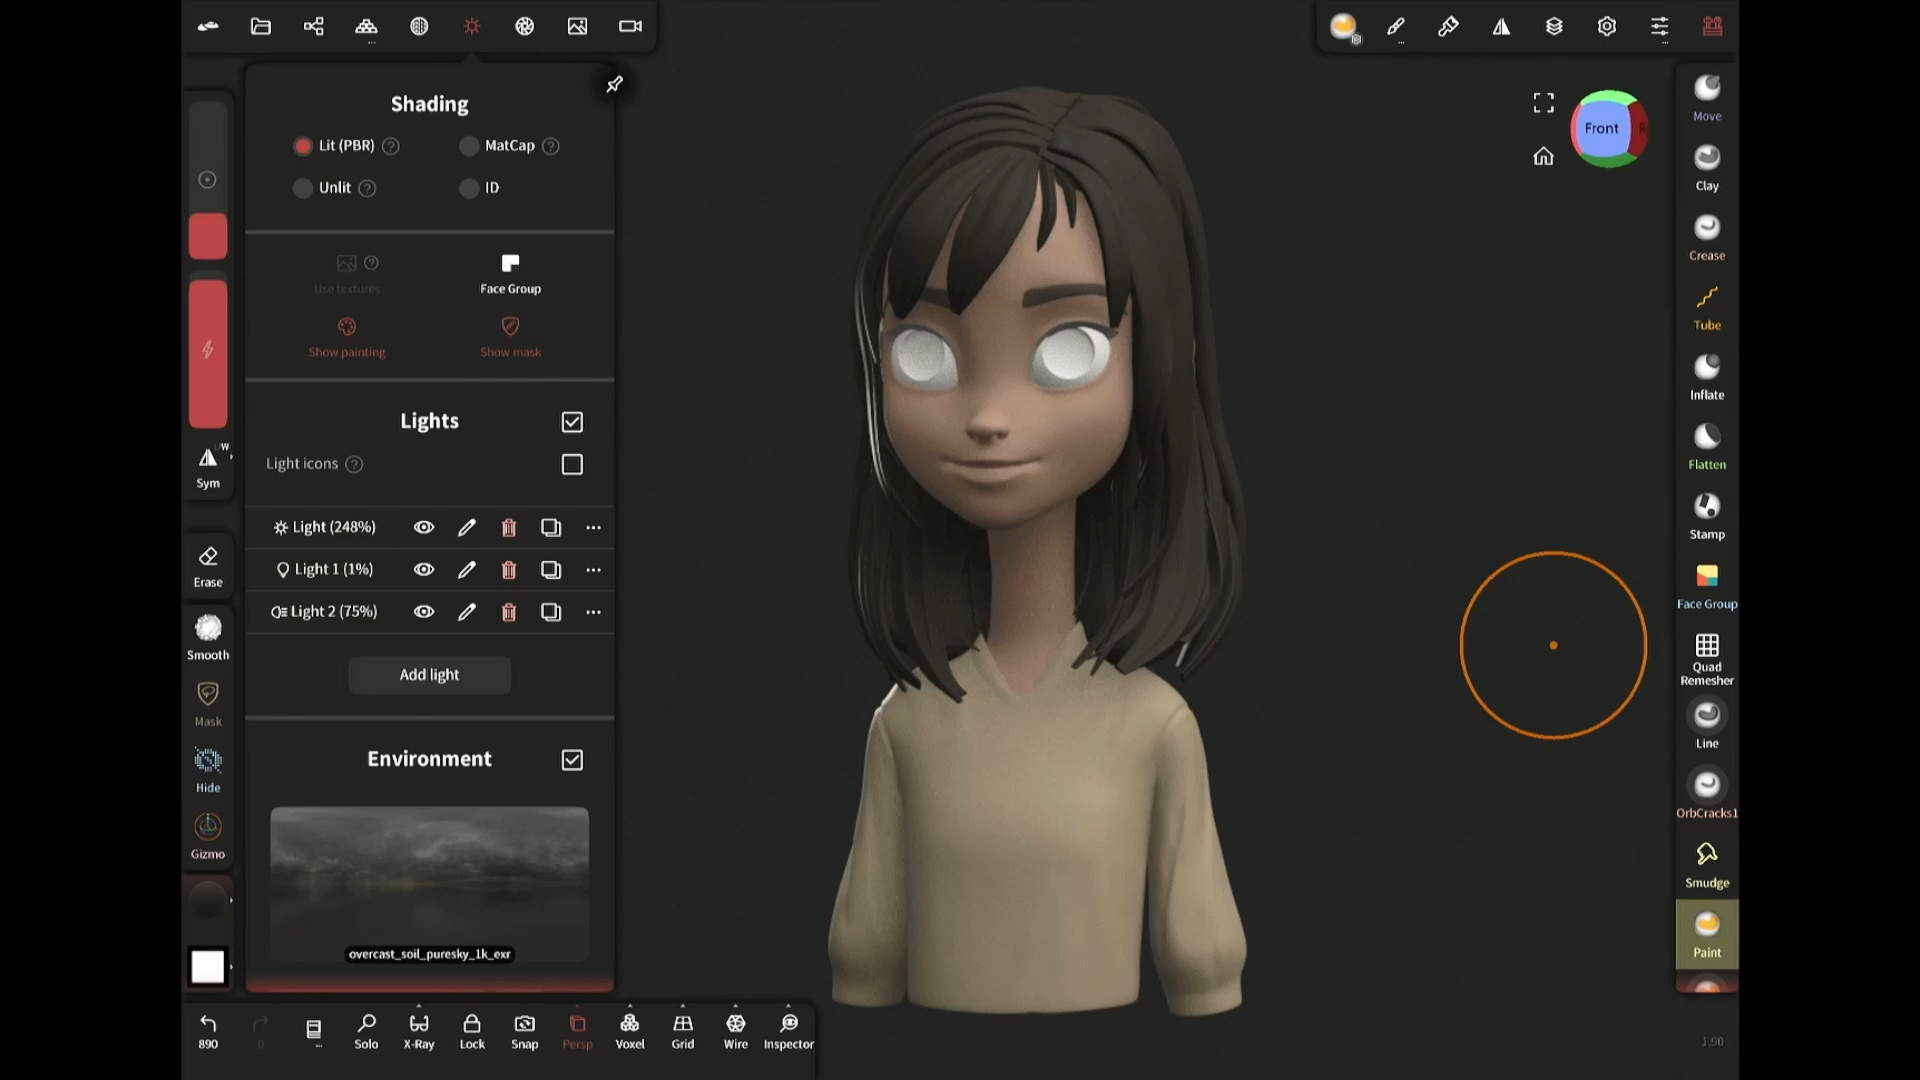 Shading
Lit (PBR) ?
MatCap ?
Unlit ?
ID
Use textures ?
Face Group
Show painting
Show mask
Lights
Light icons ?
Light (248%)
Light 1 (1%)
Light 2 (75%)
Add light
Environment
overcast_soil_puresky_1k_exr
W
Sym
Erase
Smooth
Mask
Hide
Gizmo
890
0
Solo
X-Ray
Lock
Snap
Persp
Voxel
Grid
Wire
Inspector
Front
R
Move
Clay
Crease
Tube
Inflate
Flatten
Stamp
Face Group
Quad
Remesher
Line
OrbCracks1
Smudge
Paint
1.90